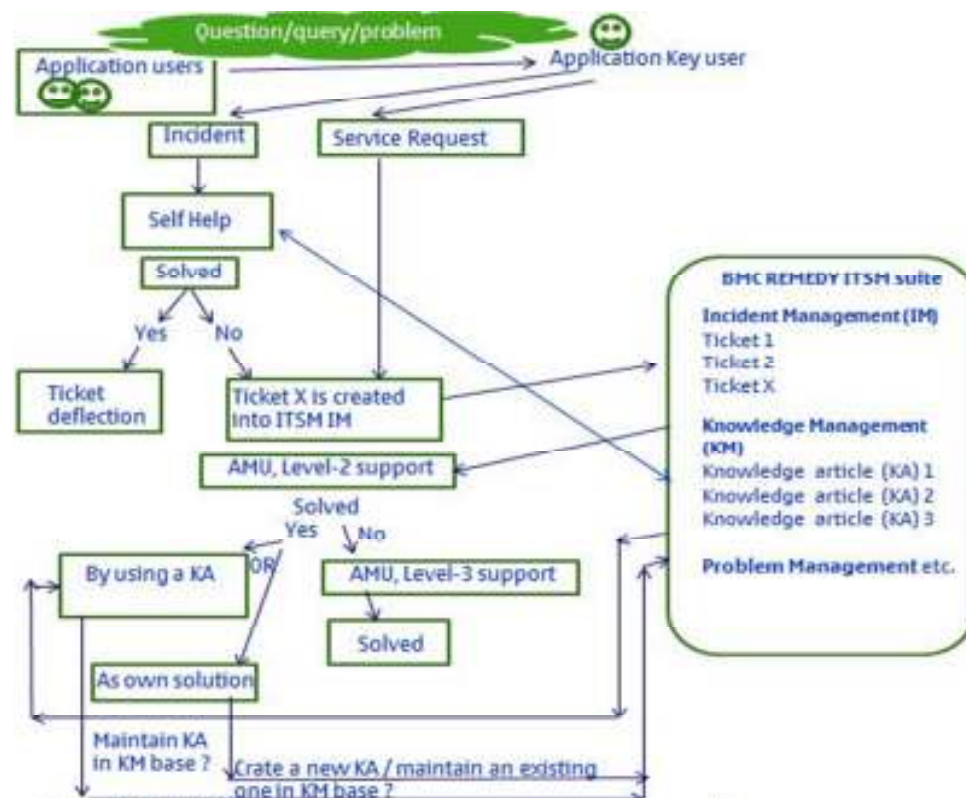 Question/query/problem
Application users
Application Key user
Incident
Service Request
Self Help
Solved
Yes
No
Ticket
deflection
Ticket X is created
into ITSM IM
BMC REMEDY ITSM suite
Incident Management (IM)
Ticket 1
Ticket 2
Ticket X
Knowledge Management
(KM)
Knowledge article (KA) 1
Knowledge article (KA) 2
Knowledge article (KA) 3
Problem Management etc.
AMU, Level-2 support
Solved
Yes
No
By using a KA
OR
AMU, Level-3 support
Solved
As own solution
Maintain KA
in KM base ?
Crate a new KA / maintain an existing
one in KM base ?